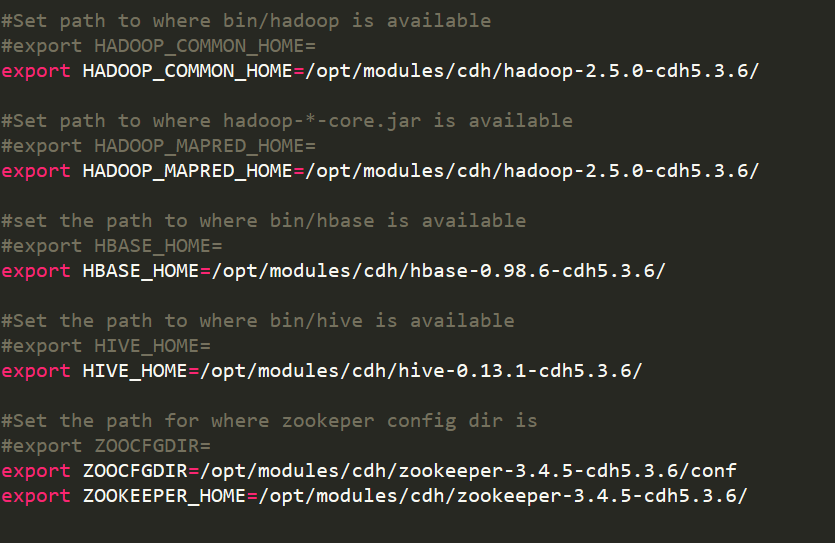 #Set path to where bin/hadoop is available
#export HADOOP_COMMON_HOME=
export HADOOP_COMMON_HOME=/opt/modules/cdh/hadoop-2.5.0-cdh5.3.6/
#Set path to where hadoop-*-core.jar is available
#export HADOOP_MAPRED_HOME=
export HADOOP_MAPRED_HOME=/opt/modules/cdh/hadoop-2.5.0-cdh5.3.6/
#set the path to where bin/hbase is available
#export HBASE_HOME=
export HBASE_HOME=/opt/modules/cdh/hbase-0.98.6-cdh5.3.6/
#Set the path to where bin/hive is available
#export HIVE_HOME=
export HIVE_HOME=/opt/modules/cdh/hive-0.13.1-cdh5.3.6/
#Set the path for where zookeper config dir is
#export ZOOCFGDIR=
export ZOOCFGDIR=/opt/modules/cdh/zookeeper-3.4.5-cdh5.3.6/conf
export ZOOKEEPER_HOME=/opt/modules/cdh/zookeeper-3.4.5-cdh5.3.6/